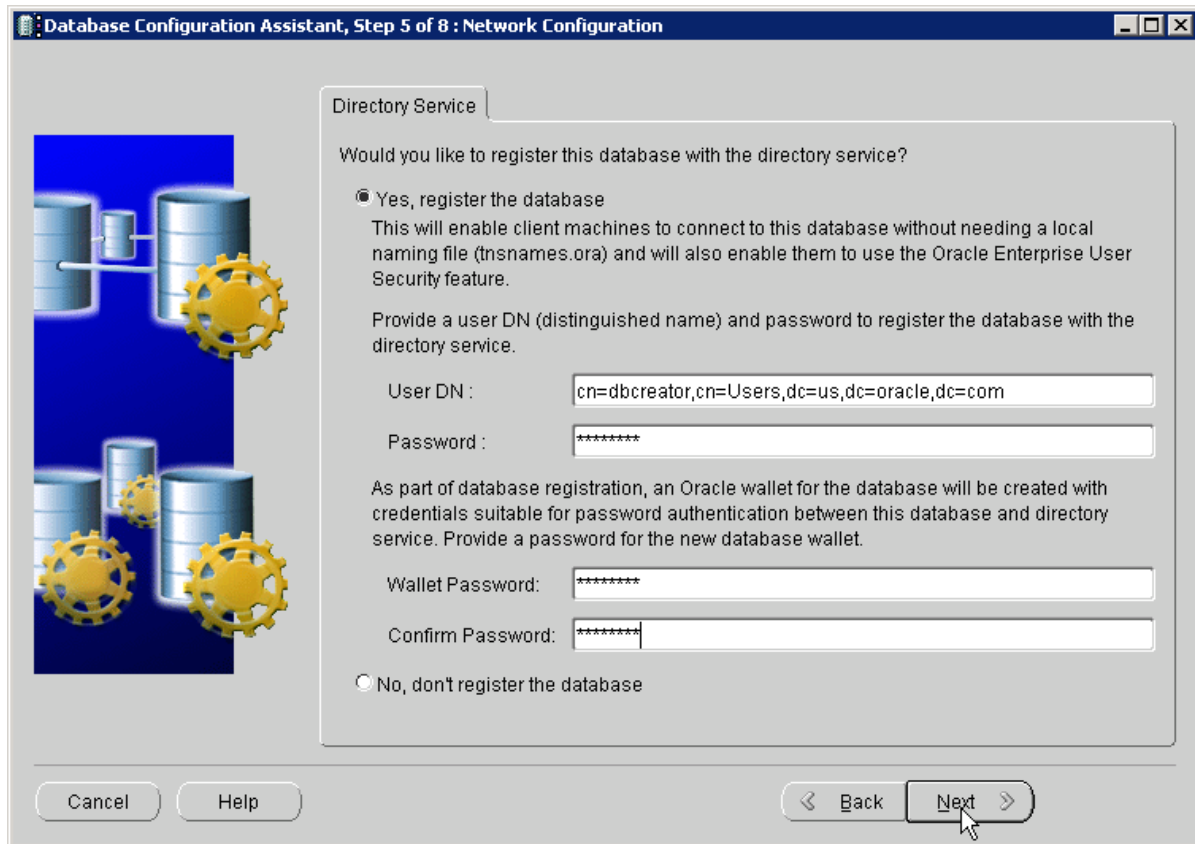 Database Configuration Assistant, Step 5 of 8 : Network Configuration
Directory Service
Would you like to register this database with the directory service?
Yes, register the database
This will enable client machines to connect to this database without needing a local
naming file (tnsnames.ora) and will also enable them to use the Oracle Enterprise User
Security feature.
Provide a user DN (distinguished name) and password to register the database with the
directory service.
User DN : cn=dbcreator,cn=Users,dc=us,dc=oracle,dc=com
Password : ********
As part of database registration, an Oracle wallet for the database will be created with
credentials suitable for password authentication between this database and directory
service. Provide a password for the new database wallet.
Wallet Password: ********
Confirm Password: ********
No, don't register the database
Cancel Help Back Next